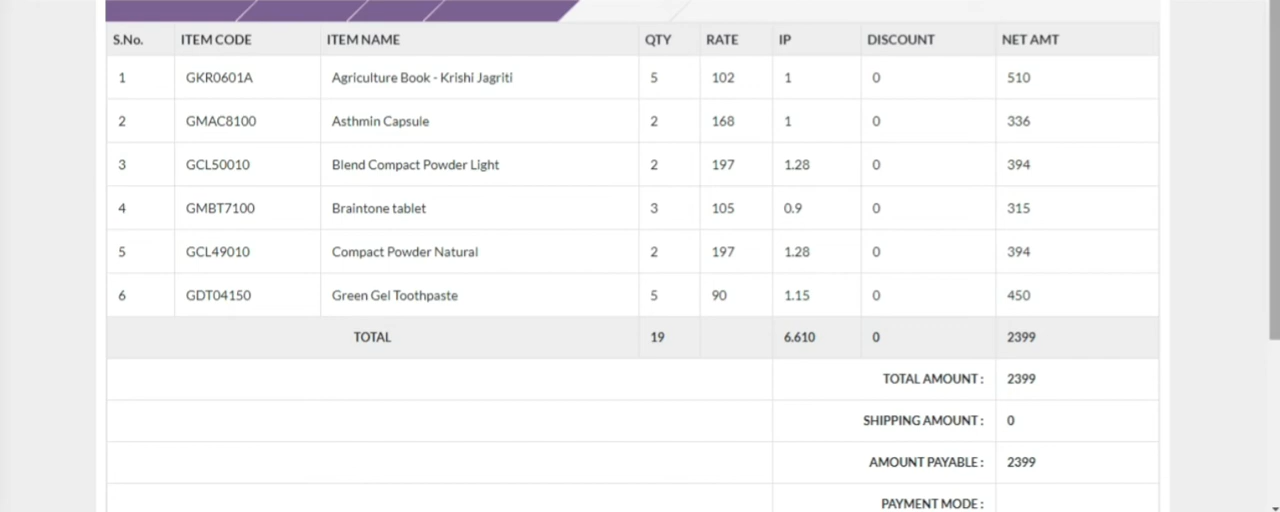 S.No. ITEM CODE ITEM NAME QTY RATE IP DISCOUNT NET AMT
1 GKR0601A Agriculture Book - Krishi Jagriti 5 102 1 0 510
2 GMAC8100 Asthmin Capsule 2 168 1 0 336
3 GCL50010 Blend Compact Powder Light 2 197 1.28 0 394
4 GMBT7100 Braintone tablet 3 105 0.9 0 315
5 GCL49010 Compact Powder Natural 2 197 1.28 0 394
6 GDT04150 Green Gel Toothpaste 5 90 1.15 0 450
TOTAL 19 6.610 0 2399
TOTAL AMOUNT : 2399
SHIPPING AMOUNT : 0
AMOUNT PAYABLE : 2399
PAYMENT MODE :